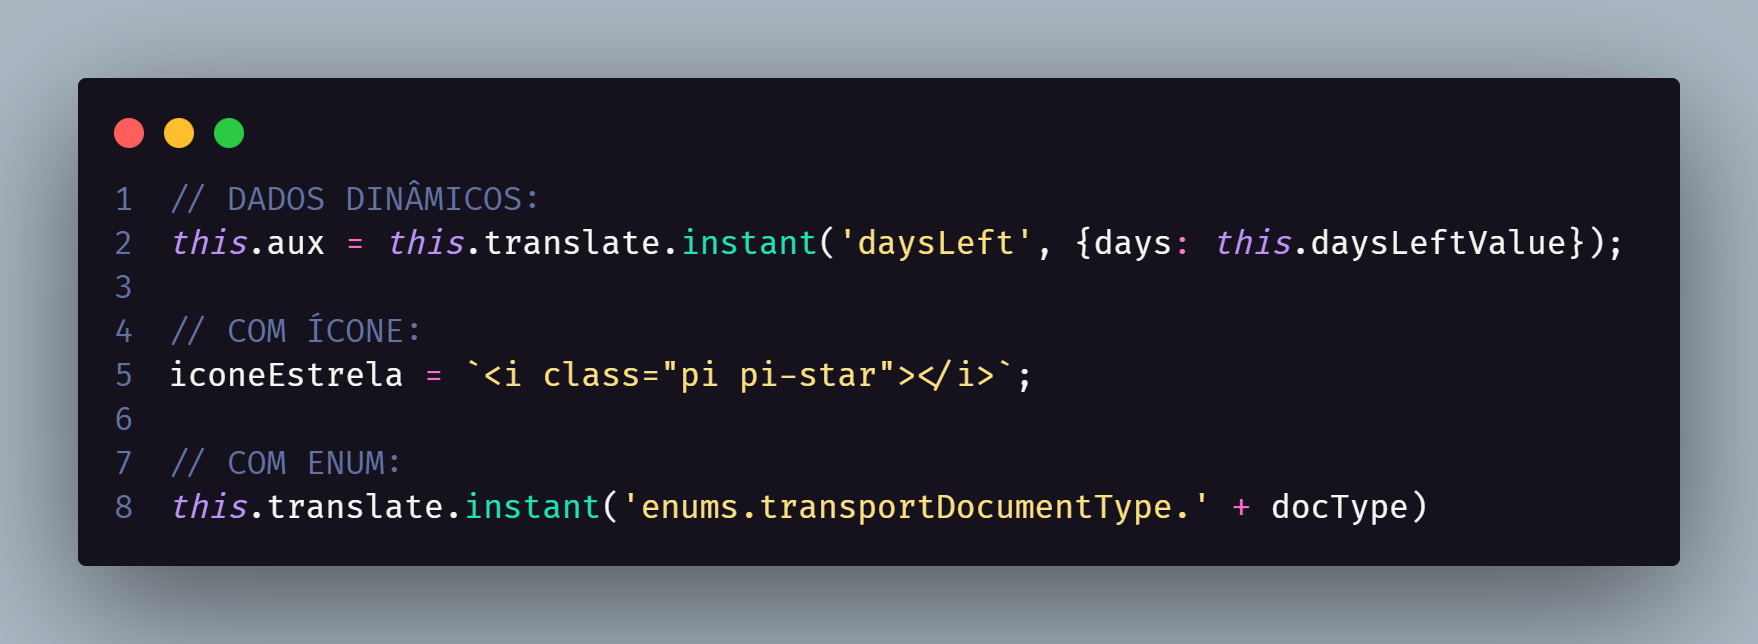 1 // DADOS DINÂMICOS:
2 this.aux = this.translate.instant('daysLeft', {days: this.daysLeftValue});
3
4 // COM ÍCONE:
5 iconeEstrela = `<i class="pi pi-star"></i>`;
6
7 // COM ENUM:
8 this.translate.instant('enums.transportDocumentType.' + docType)